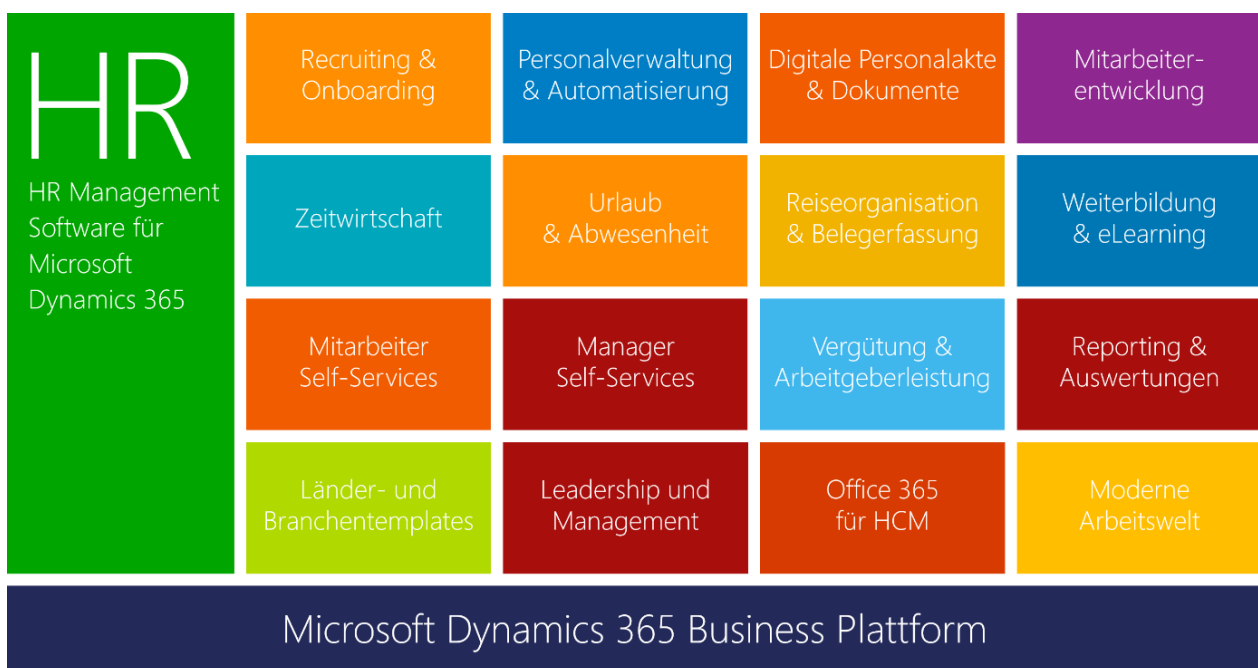 HR
HR Management
Software für
Microsoft
Dynamics 365
Recruiting &
Onboarding
Personalverwaltung
& Automatisierung
Digitale Personalakte
& Dokumente
Mitarbeiter-
entwicklung
Zeitwirtschaft
Urlaub
& Abwesenheit
Reiseorganisation
& Belegerfassung
Weiterbildung
& eLearning
Mitarbeiter
Self-Services
Manager
Self-Services
Vergütung &
Arbeitgeberleistung
Reporting &
Auswertungen
Länder- und
Branchentemplates
Leadership und
Management
Office 365
für HCM
Moderne
Arbeitswelt
Microsoft Dynamics 365 Business Plattform